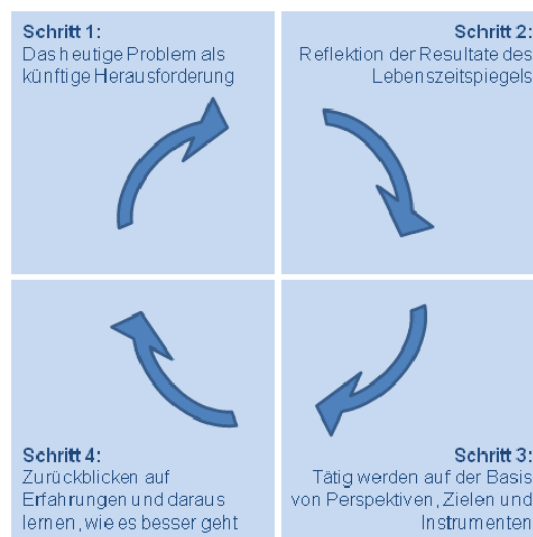 Schritt 1:
Das heutige Problem als
künftige Herausforderung
Schritt 2:
Reflektion der Resultate des
Lebenszeitspiegels
Schritt 4:
Zurückblicken auf
Erfahrungen und daraus
lernen, wie es besser geht
Schritt 3:
Tätig werden auf der Basis
von Perspektiven, Zielen und
Instrumenten